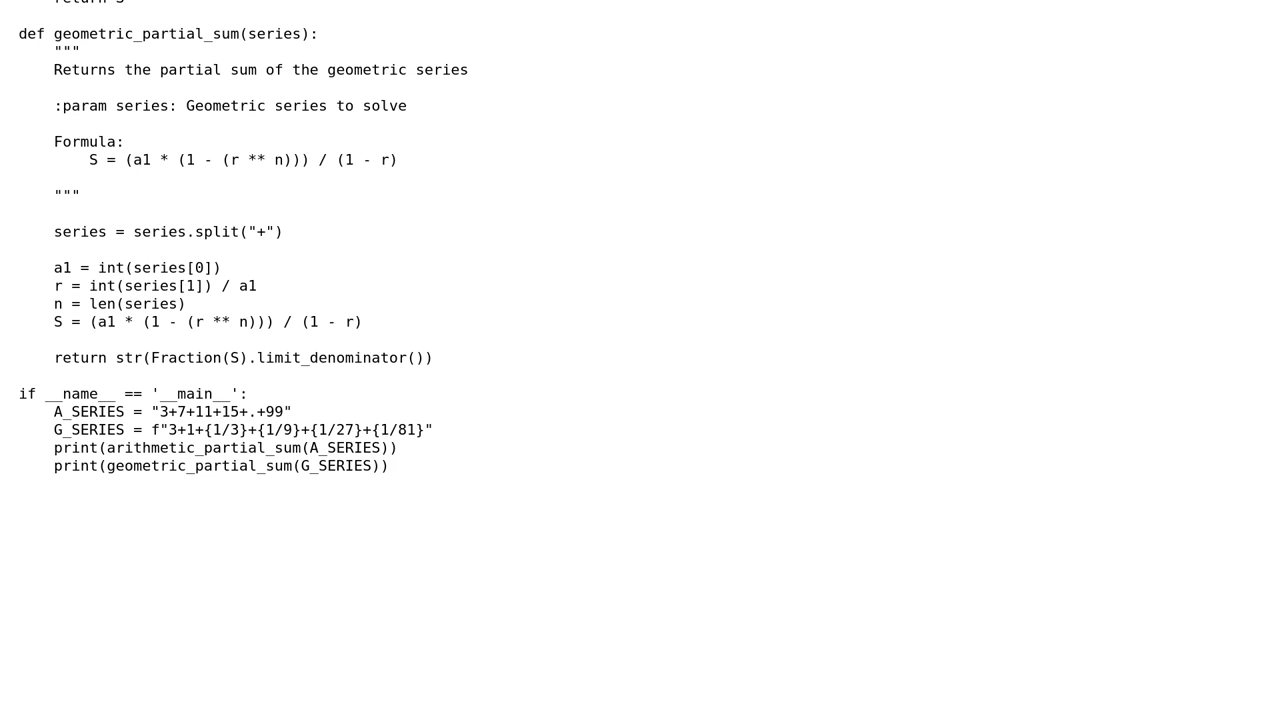 return S
def geometric_partial_sum(series):
    """
    Returns the partial sum of the geometric series

    :param series: Geometric series to solve

    Formula:
        S = (a1 * (1 - (r ** n))) / (1 - r)

    """

    series = series.split("+")

    a1 = int(series[0])
    r = int(series[1]) / a1
    n = len(series)
    S = (a1 * (1 - (r ** n))) / (1 - r)

    return str(Fraction(S).limit_denominator())

if __name__ == '__main__':
    A_SERIES = "3+7+11+15+.+99"
    G_SERIES = f"3+1+{1/3}+{1/9}+{1/27}+{1/81}"
    print(arithmetic_partial_sum(A_SERIES))
    print(geometric_partial_sum(G_SERIES))